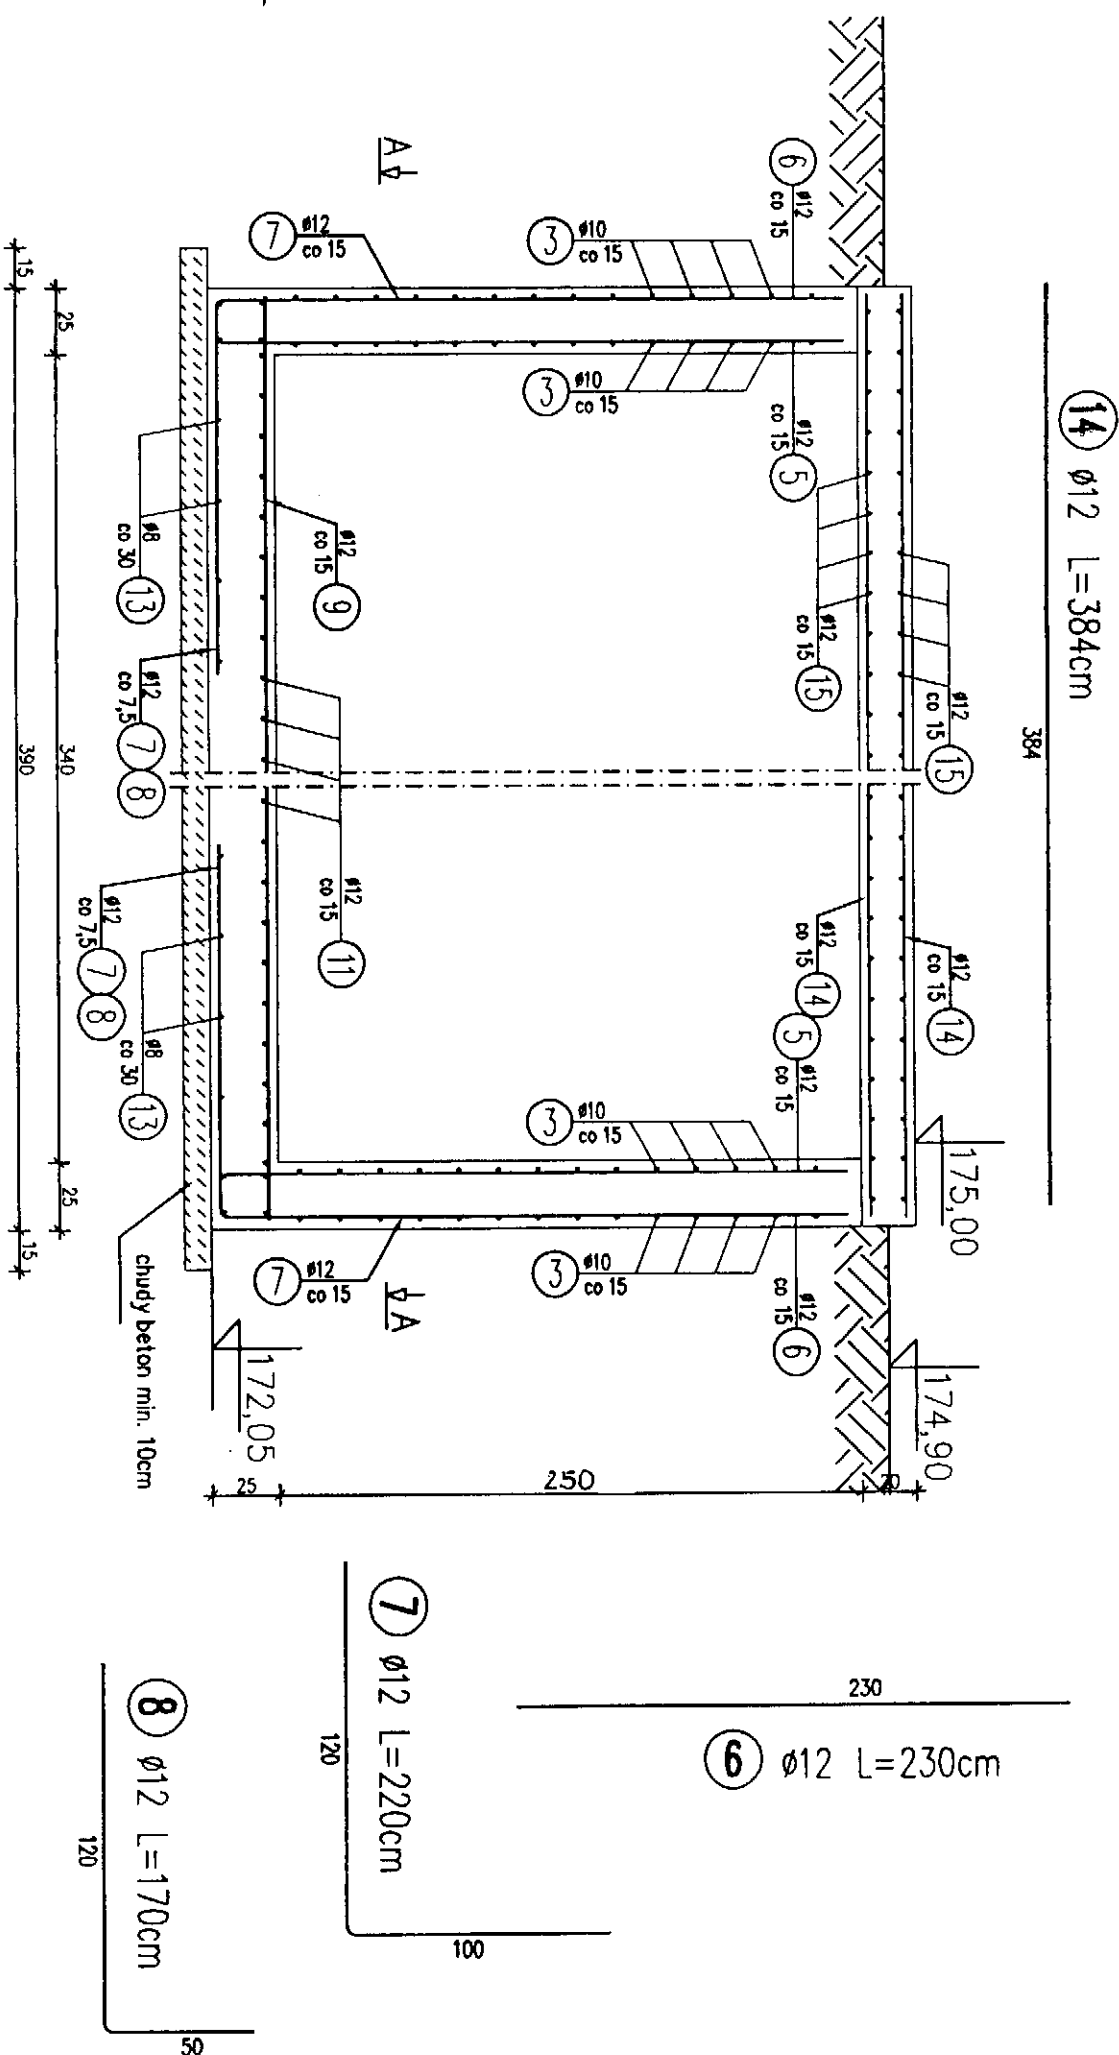 14 ø12 L=384cm
384
15
ø12
co 15
14
ø12
co 15
175,00
174,90
6
ø12
co 15
5
ø12
co 15
15
ø12
co 15
14
ø12
co 15
5
ø12
co 15
6
ø12
co 15
3
ø10
co 15
3
ø10
co 15
3
ø10
co 15
3
ø10
co 15
20
250
25
A
A
7
ø12
co 15
9
ø12
co 15
11
ø12
co 15
7
ø12
co 15
172,05
13
ø8
co 30
7 8
ø12
co 7,5
7 8
ø12
co 7,5
13
ø8
co 30
chudy beton min. 10cm
25
340
25
15
390
15
230
6 ø12 L=230cm
7 ø12 L=220cm
120
100
8 ø12 L=170cm
120
50